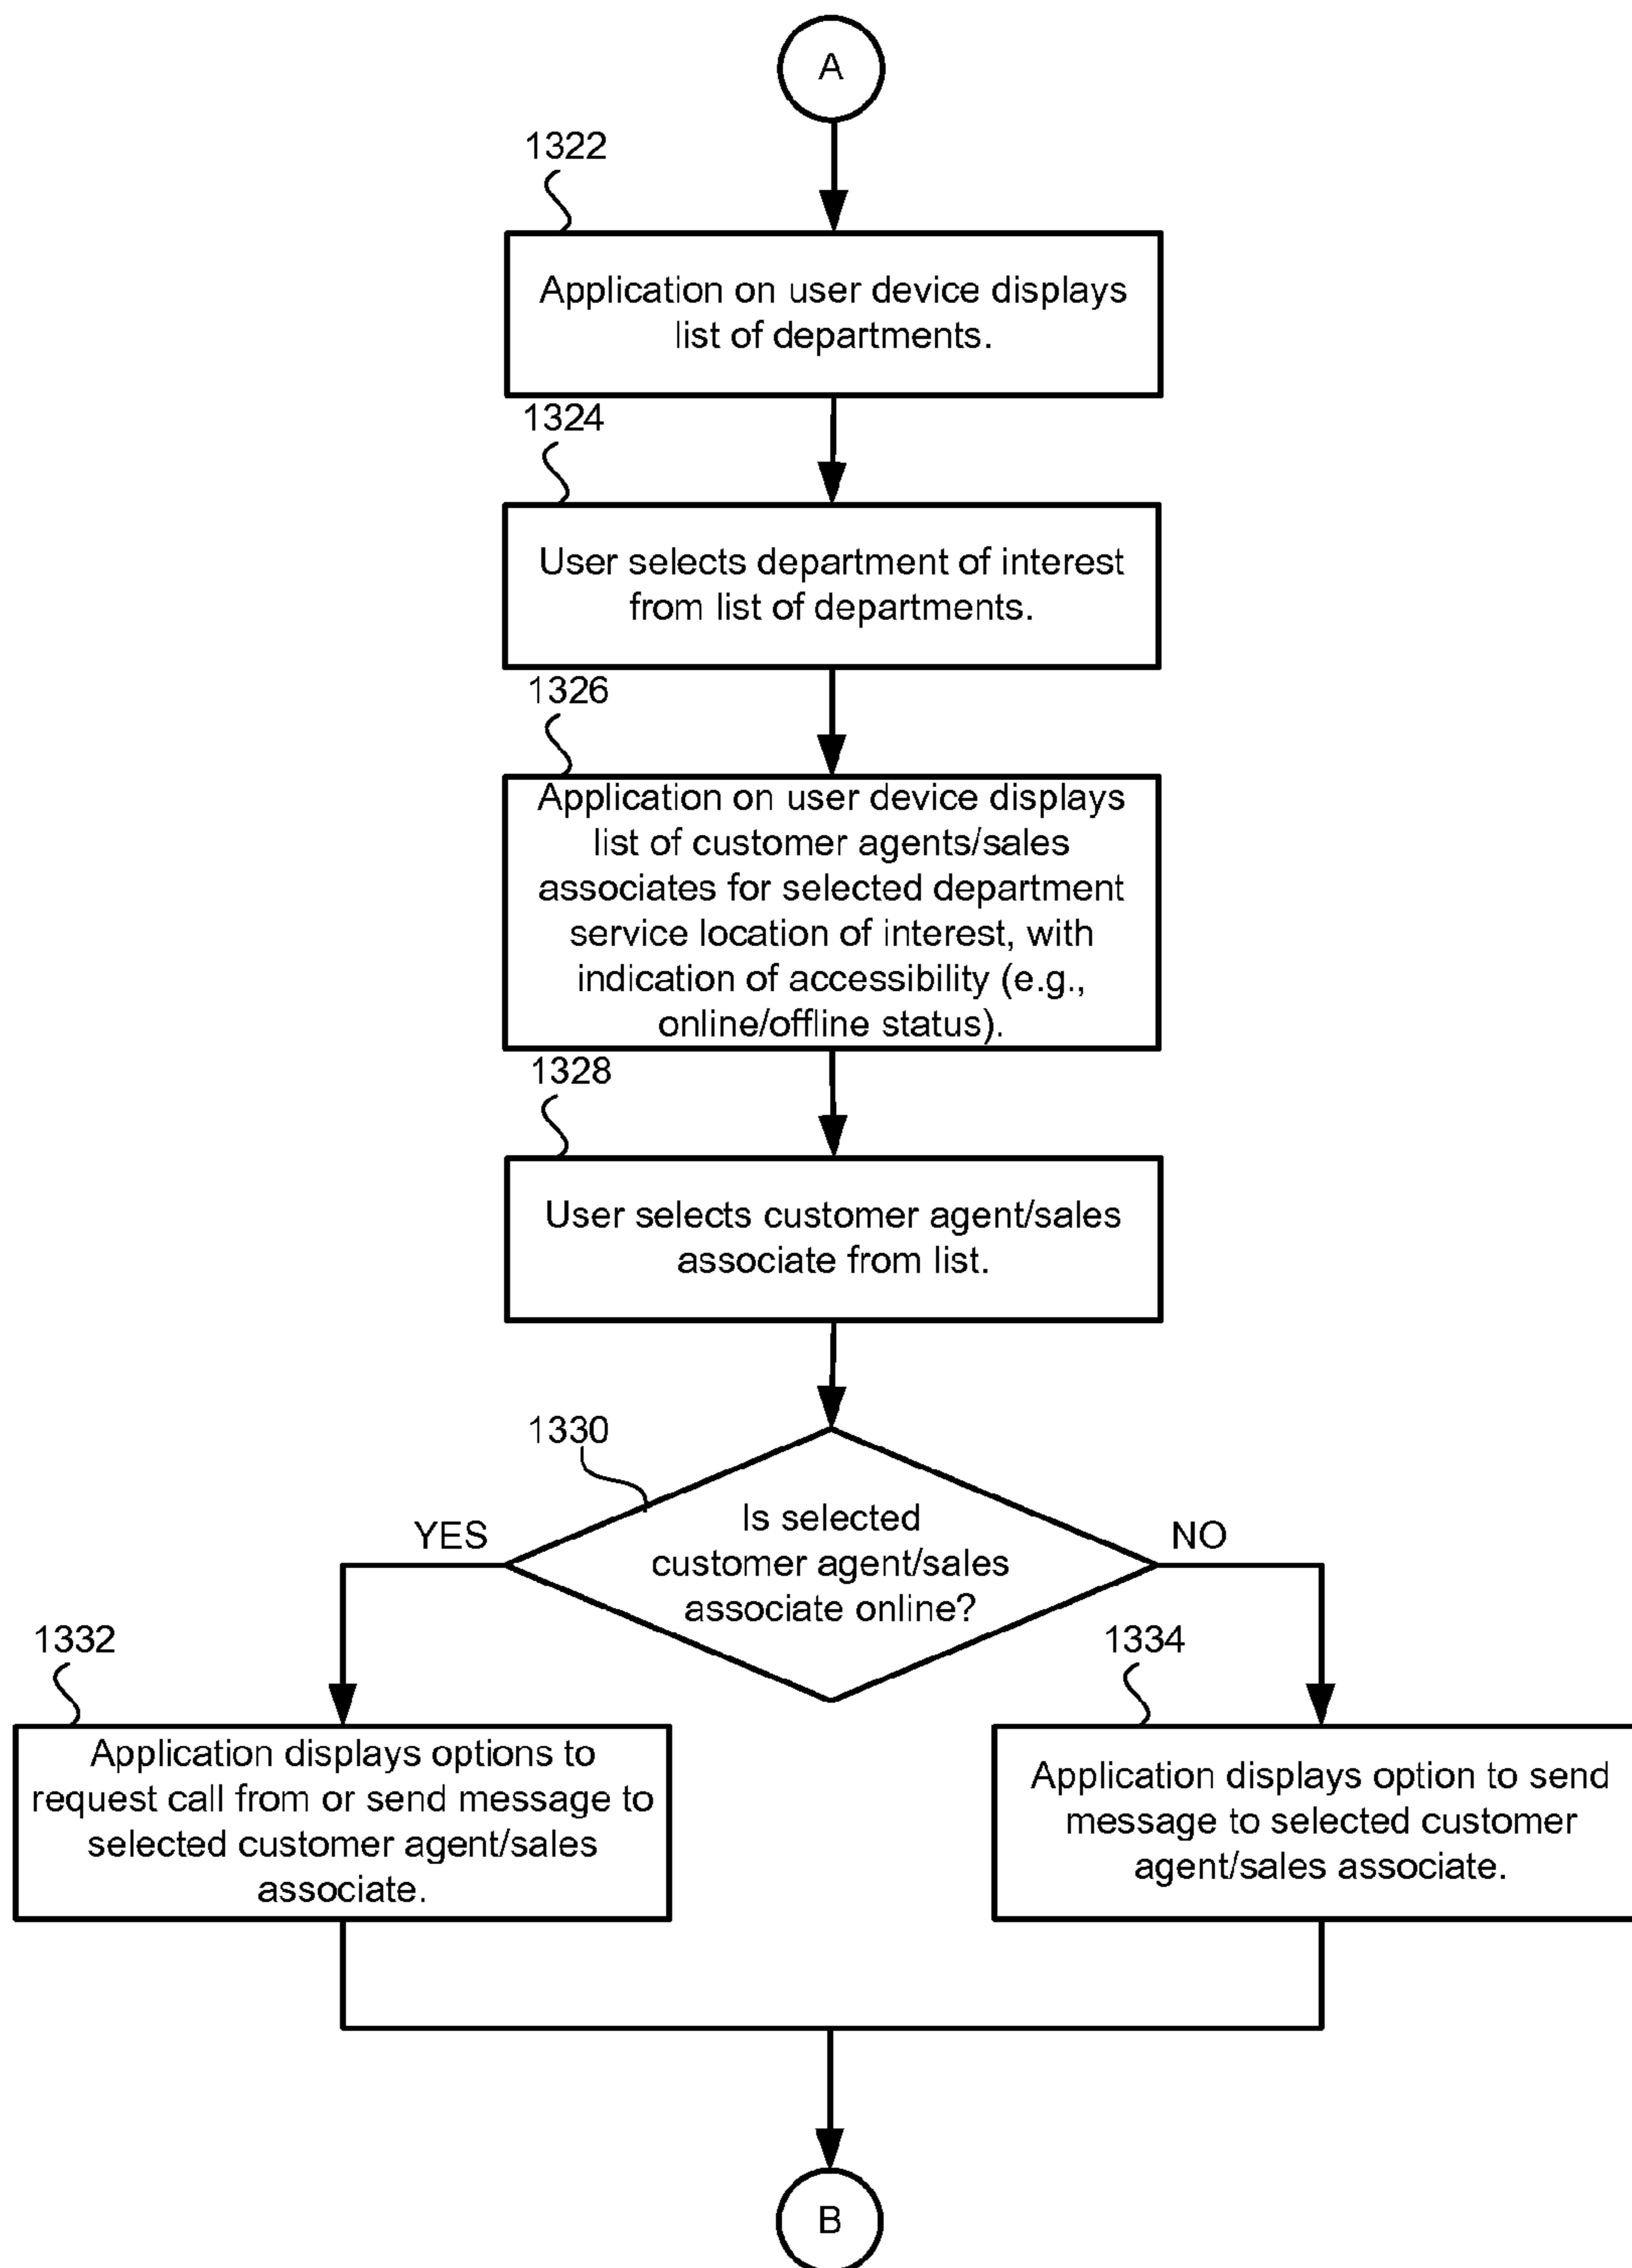 A
1322
Application on user device displays
list of departments.
1324
User selects department of interest
from list of departments.
1326
Application on user device displays
list of customer agents/sales
associates for selected department
service location of interest, with
indication of accessibility (e.g.,
online/offline status).
1328
User selects customer agent/sales
associate from list.
1330
Is selected
customer agent/sales
associate online?
YES
NO
1332
Application displays options to
request call from or send message to
selected customer agent/sales
associate.
1334
Application displays option to send
message to selected customer
agent/sales associate.
B